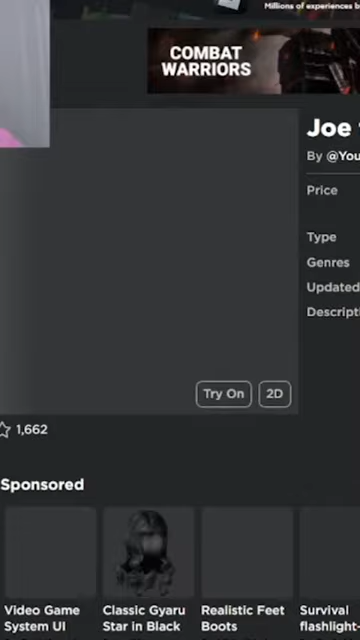 Millions of experiences b
COMBAT
WARRIORS
Joe
By @You
Price
Type
Genres
Updated
Descripti
Try On
2D
1,662
Sponsored
Video Game
System UI
Classic Gyaru
Star in Black
Realistic Feet
Boots
Survival
flashlight-